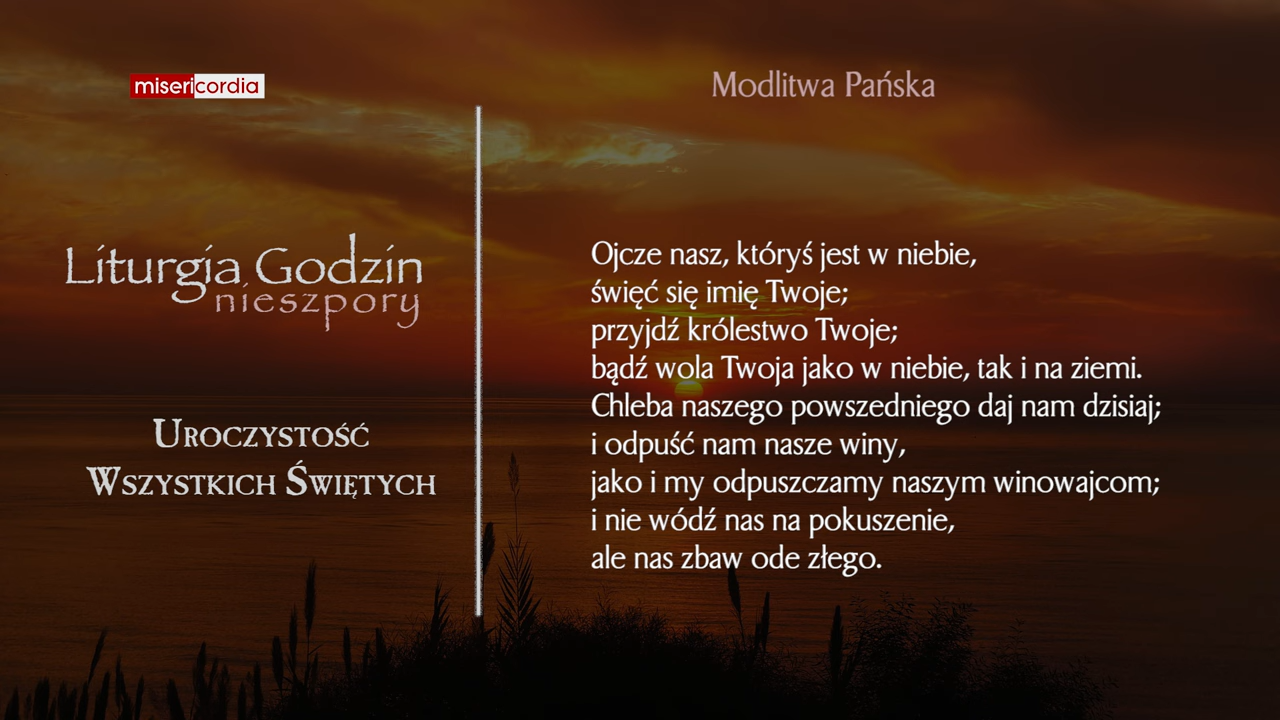 misericordia
Liturgia Godzin
nieszpory
Uroczystość
Wszystkich Świętych
Modlitwa Pańska
Ojcze nasz, któryś jest w niebie,
święć się imię Twoje;
przyjdź królestwo Twoje;
bądź wola Twoja jako w niebie, tak i na ziemi.
Chleba naszego powszedniego daj nam dzisiaj;
i odpuść nam nasze winy,
jako i my odpuszczamy naszym winowajcom;
i nie wódź nas na pokuszenie,
ale nas zbaw ode złego.